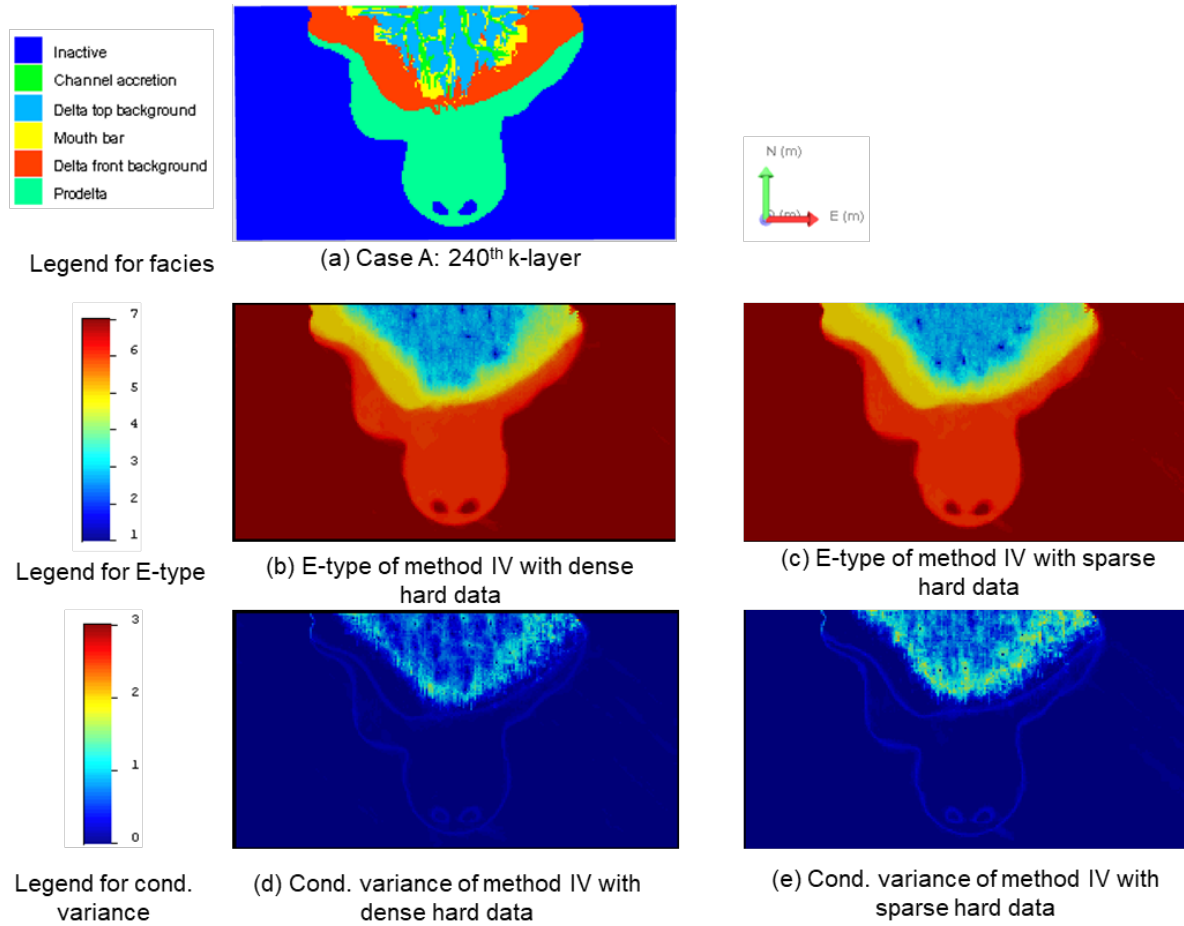 Inactive
Channel accretion
Delta top background
Mouth bar
Delta front background
Prodelta
Legend for facies
(a) Case A: 240th k-layer
N (m)
(m)
E (m)
7
6
5
4
3
2
1
Legend for E-type
(b) E-type of method IV with dense
hard data
(c) E-type of method IV with sparse
hard data
3
2
1
0
Legend for cond.
variance
(d) Cond. variance of method IV with
dense hard data
(e) Cond. variance of method IV with
sparse hard data